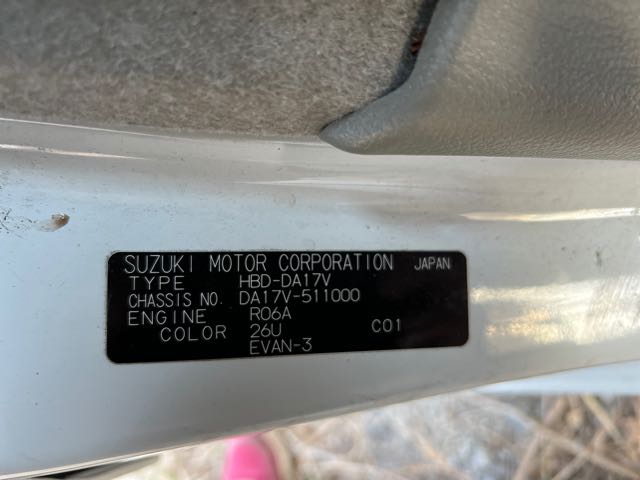 SUZUKI MOTOR CORPORATION JAPAN
TYPE HBD-DA17V
CHASSIS NO. DA17V-511000
ENGINE R06A
COLOR 26U C01
EVAN-3